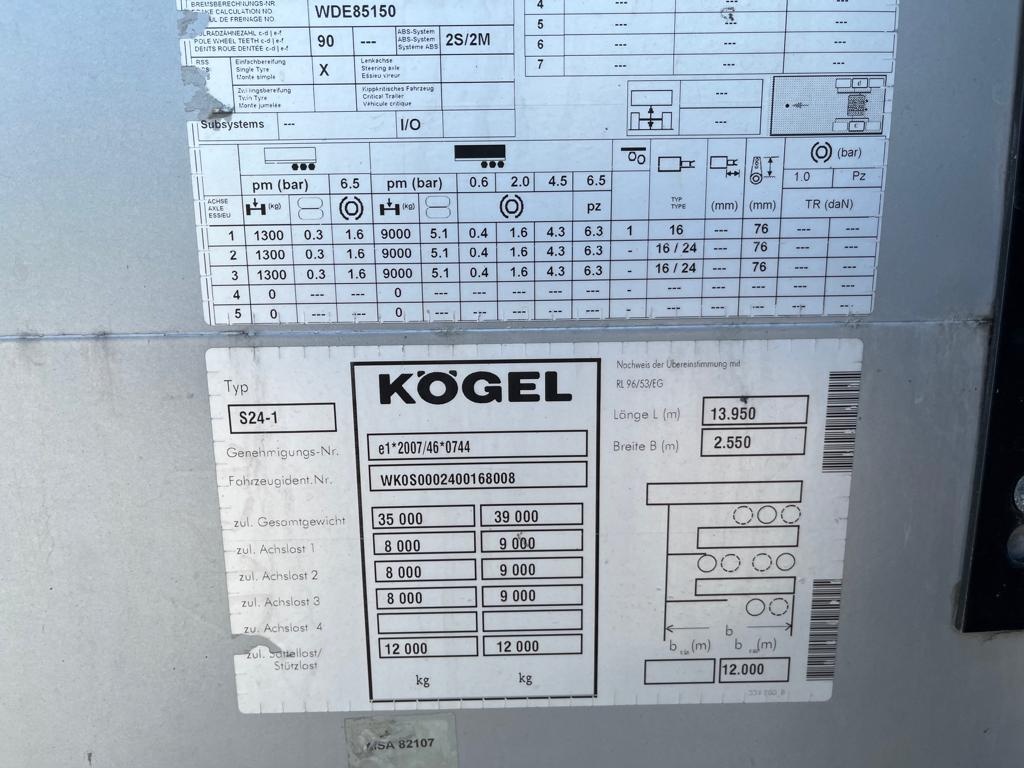 BREMSBERECHNUNGS-NR.
CALCULATION NO.
DE FREINAGE NO.
WDE85150
POLRADZÄHNEZAHL c-d | e-f
POLE WHEEL TEETH c-d | e-f
DENTS ROUE DENTÉE c-d | e-f
90 ---
ABS-System
ABS-System
Système ABS
2S/2M
RSS
Einfachbereifung
Single Tyre
Monte simple
X
Lenkachse
Steering axle
Essieu vireur
Zwillingsbereifung
Twin Tyre
Monte jumelée
Kippkritisches Fahrzeug
Critical Trailer
Véhicule critique
Subsystems --- I/O
4 --- --- ---
5 --- --- ---
6 --- --- ---
7 --- --- ---
---
---
pm (bar) 6.5 pm (bar) 0.6 2.0 4.5 6.5 (bar)
1.0 Pz
ACHSE
AXLE
ESSIEU
(kg) (kg) pz TYP
TYPE
(mm) (mm) TR (daN)
1 1300 0.3 1.6 9000 5.1 0.4 1.6 4.3 6.3 1 16 --- 76 --- ---
2 1300 0.3 1.6 9000 5.1 0.4 1.6 4.3 6.3 - 16 / 24 --- 76 --- ---
3 1300 0.3 1.6 9000 5.1 0.4 1.6 4.3 6.3 - 16 / 24 --- 76 --- ---
4 0 --- --- 0 --- --- --- --- --- - --- --- --- --- ---
5 0 --- --- 0 --- --- --- --- --- - --- --- --- --- ---
Typ
S24-1
KÖGEL
Nachweis der Übereinstimmung mit
RL 96/53/EG
Länge L (m) 13.950
Breite B (m) 2.550
Genehmigungs-Nr. e1*2007/46*0744
Fahrzeugident.Nr. WK0S0002400168008
zul. Gesamtgewicht 35 000 39 000
zul. Achslast 1 8 000 9 000
zul. Achslast 2 8 000 9 000
zul. Achslast 3 8 000 9 000
zu. Achslast 4
zul. Sattellast/
Stützlast
12 000 12 000
kg kg
b
b (m) b (m)
12.000
82107